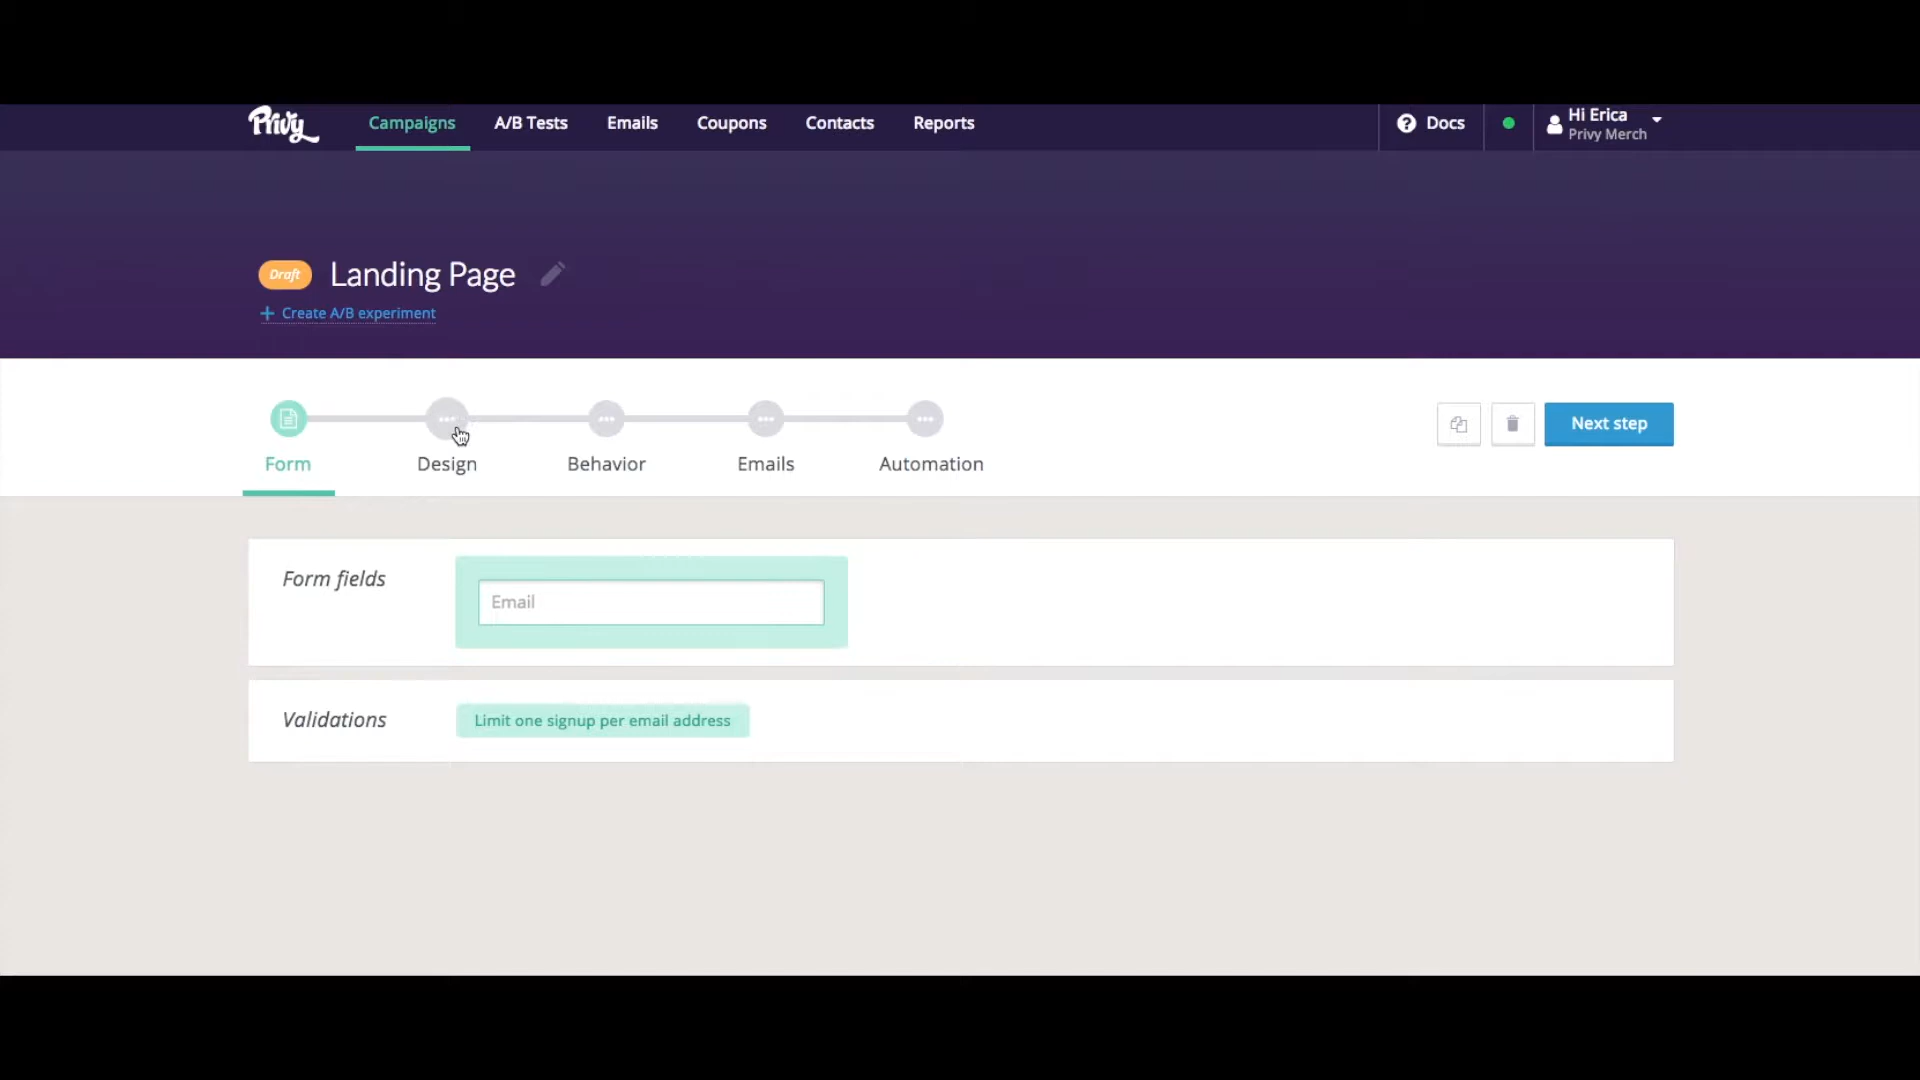 Privy
Campaigns
A/B Tests
Emails
Coupons
Contacts
Reports
? Docs
Hi Erica
Privy Merch
Draft
Landing Page
+ Create A/B experiment
Form
Design
Behavior
Emails
Automation
Next step
Form fields
Email
Validations
Limit one signup per email address